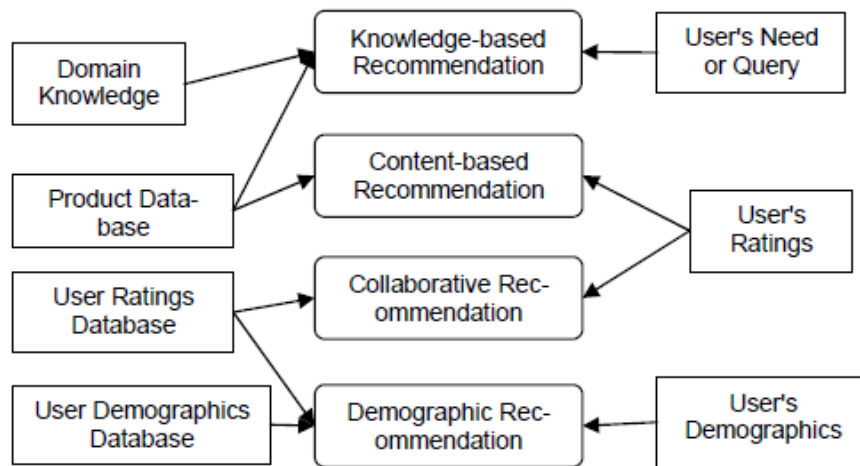 Knowledge-based
Recommendation
User's Need
or Query
Domain
Knowledge
Content-based
Recommendation
Product Data-
base
User's
Ratings
User Ratings
Database
Collaborative Rec-
ommendation
User Demographics
Database
Demographic Rec-
ommendation
User's
Demographics